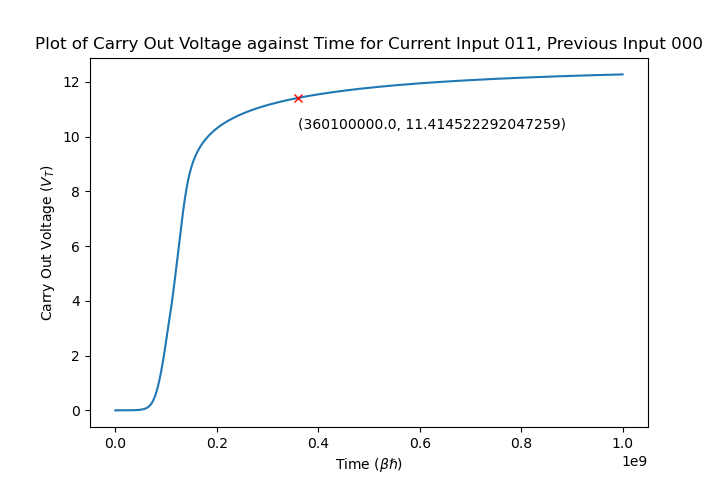 Plot of Carry Out Voltage against Time for Current Input 011, Previous Input 000
12
10
8
6
4
2
0
Carry Out Voltage (V_T)
(360100000.0, 11.414522292047259)
0.0 0.2 0.4 0.6 0.8 1.0
1e9
Time (βħ)